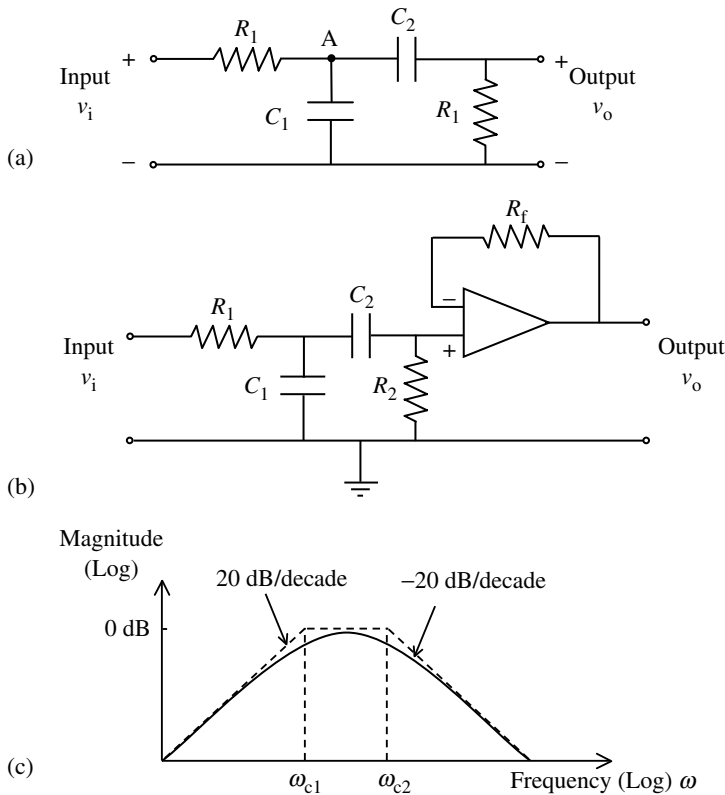 R1 A C2
+ +
Input Output
vi vo
C1 R1
− −
(a)
Rf
R1 C2 −
+
Input Output
vi vo
C1 R2
(b)
Magnitude
(Log)
20 dB/decade −20 dB/decade
0 dB
(c)
ωc1 ωc2 Frequency (Log) ω